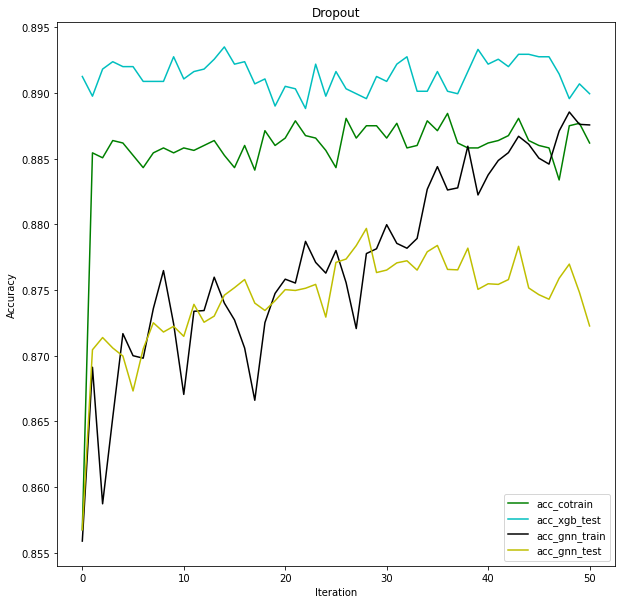 Dropout
Accuracy
0.895
0.890
0.885
0.880
0.875
0.870
0.865
0.860
0.855
0
10
20
30
40
50
Iteration
acc_cotrain
acc_xgb_test
acc_gnn_train
acc_gnn_test